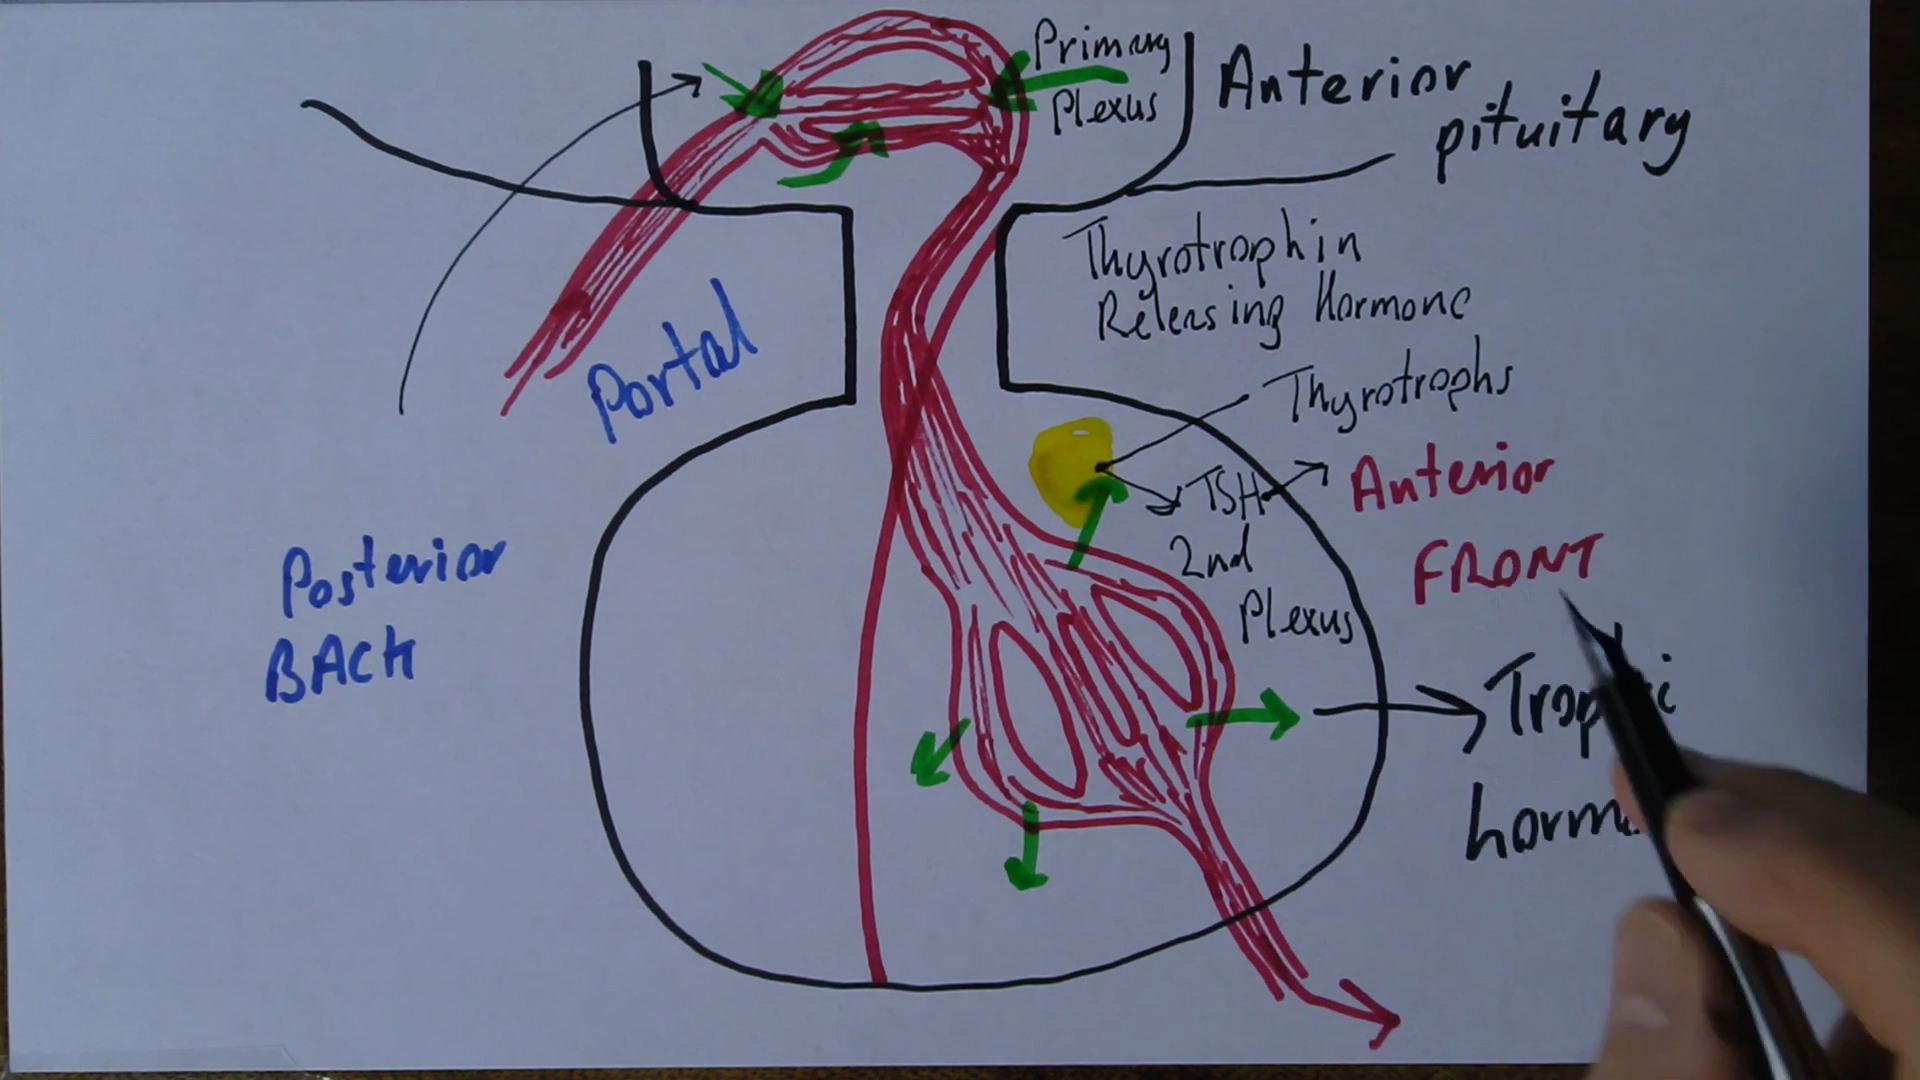 Primary
Plexus
Anterior
pituitary
Thyrotrophin
Releasing Hormone
Portal
Thyrotrophs
TSH
Anterior
FRONT
2nd
Plexus
Posterior
BACK